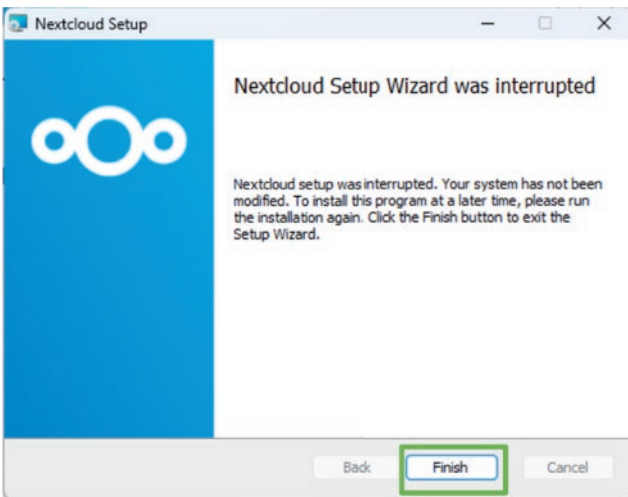 Nextcloud Setup
Nextcloud Setup Wizard was interrupted
Nextcloud setup was interrupted. Your system has not been
modified. To install this program at a later time, please run
the installation again. Click the Finish button to exit the
Setup Wizard.
Back
Finish
Cancel